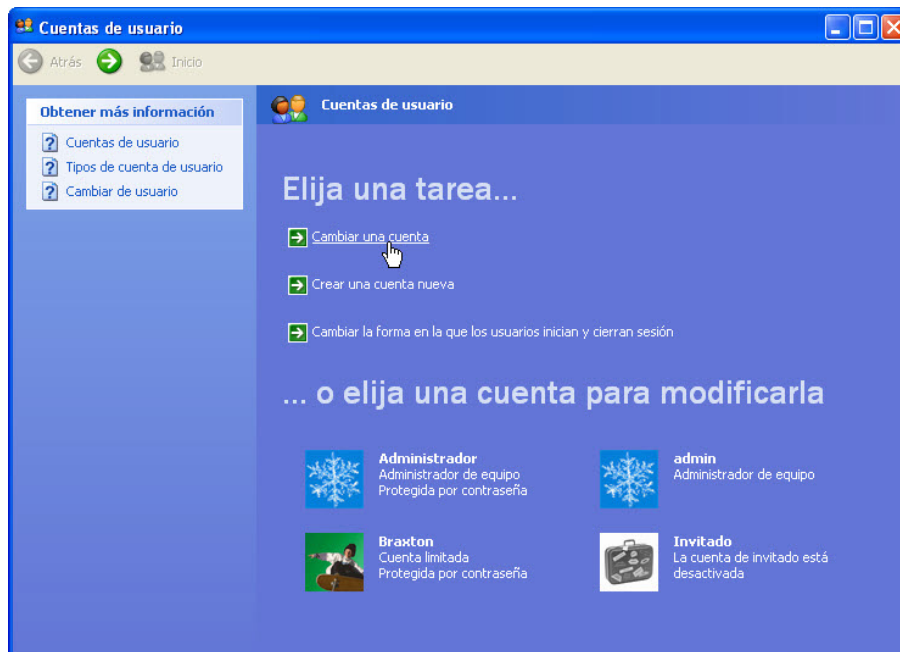 Cuentas de usuario
Atrás
Inicio
Obtener más información
Cuentas de usuario
Tipos de cuenta de usuario
Cambiar de usuario
Cuentas de usuario
Elija una tarea...
Cambiar una cuenta
Crear una cuenta nueva
Cambiar la forma en la que los usuarios inician y cierran sesión
... o elija una cuenta para modificarla
Administrador
Administrador de equipo
Protegida por contraseña
admin
Administrador de equipo
Braxton
Cuenta limitada
Protegida por contraseña
Invitado
La cuenta de invitado está
desactivada